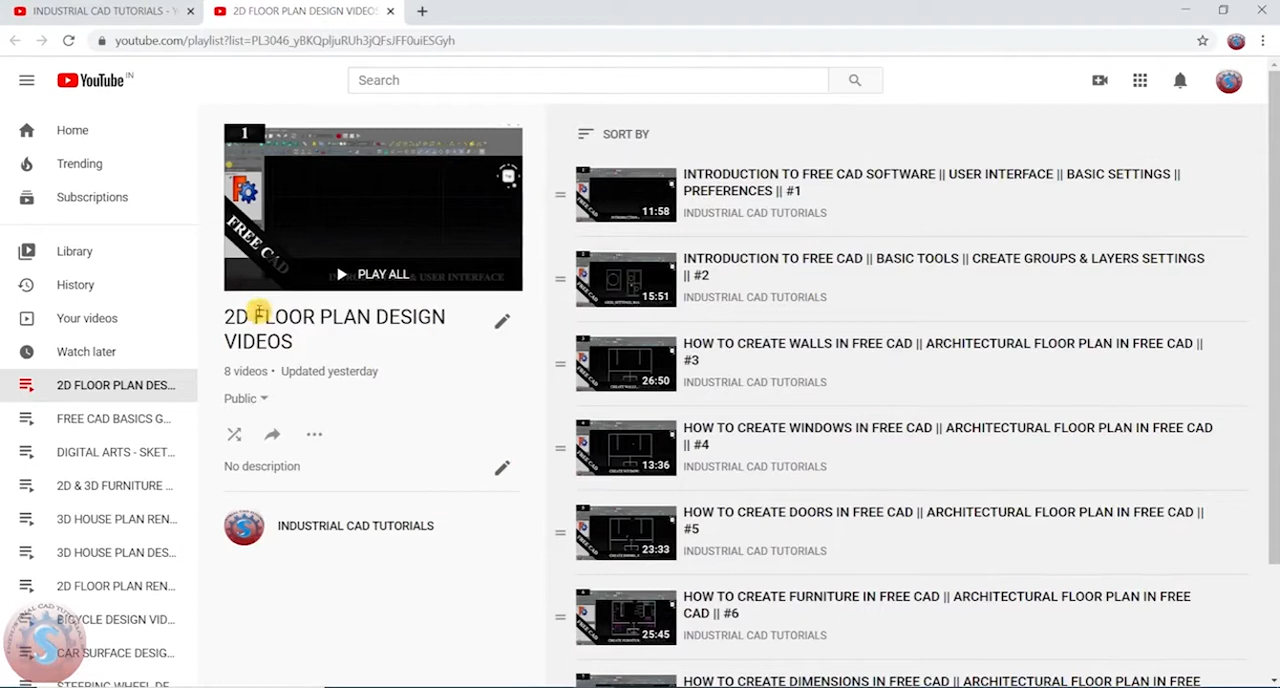 INDUSTRIAL CAD TUTORIALS - Y
2D FLOOR PLAN DESIGN VIDEOS
youtube.com/playlist?list=PL3046_yBKQpljuRUh3jQFsJFF0uiESGyh
YouTube IN
Search
Home
Trending
Subscriptions
Library
History
Your videos
Watch later
2D FLOOR PLAN DES...
FREE CAD BASICS G...
DIGITAL ARTS - SKET...
2D & 3D FURNITURE ...
3D HOUSE PLAN REN...
3D HOUSE PLAN DES...
2D FLOOR PLAN REN...
BICYCLE DESIGN VID...
CAR SURFACE DESIG...
STEERING WHEEL DE
1
FREE CAD
PLAY ALL
2D FLOOR PLAN DESIGN
VIDEOS
8 videos • Updated yesterday
Public
No description
INDUSTRIAL CAD TUTORIALS
SORT BY
11:58
INTRODUCTION TO FREE CAD SOFTWARE || USER INTERFACE || BASIC SETTINGS ||
PREFERENCES || #1
INDUSTRIAL CAD TUTORIALS
15:51
INTRODUCTION TO FREE CAD || BASIC TOOLS || CREATE GROUPS & LAYERS SETTINGS
|| #2
INDUSTRIAL CAD TUTORIALS
26:50
HOW TO CREATE WALLS IN FREE CAD || ARCHITECTURAL FLOOR PLAN IN FREE CAD ||
#3
INDUSTRIAL CAD TUTORIALS
13:36
HOW TO CREATE WINDOWS IN FREE CAD || ARCHITECTURAL FLOOR PLAN IN FREE CAD
|| #4
INDUSTRIAL CAD TUTORIALS
23:33
HOW TO CREATE DOORS IN FREE CAD || ARCHITECTURAL FLOOR PLAN IN FREE CAD ||
#5
INDUSTRIAL CAD TUTORIALS
25:45
HOW TO CREATE FURNITURE IN FREE CAD || ARCHITECTURAL FLOOR PLAN IN FREE
CAD || #6
INDUSTRIAL CAD TUTORIALS
HOW TO CREATE DIMENSIONS IN FREE CAD || ARCHITECTURAL FLOOR PLAN IN FREE